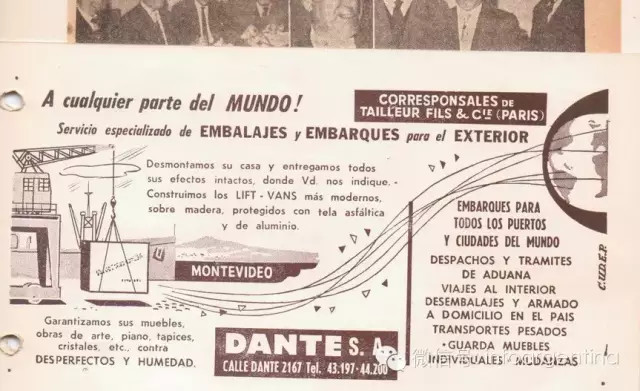 A cualquier parte del MUNDO!
CORRESPONSALES DE
TAILLEUR FILS & CIE (PARIS)
Servicio especializado de EMBALAJES y EMBARQUES para el EXTERIOR
Desmontamos su casa y entregamos todos
sus efectos intactos, donde Vd. nos indique. -
Construimos los LIFT - VANS más modernos,
sobre madera, protegidos con tela asfáltica
y de aluminio.
MONTEVIDEO
EMBARQUES PARA
TODOS LOS PUERTOS
Y CIUDADES DEL MUNDO
DESPACHOS Y TRAMITES
DE ADUANA
VIAJES AL INTERIOR
DESEMBALAJES Y ARMADO
A DOMICILIO EN EL PAIS
TRANSPORTES PESADOS
GUARDA MUEBLES
INDIVIDUALES - MUDANZAS
C.U.D.E.P.
Garantizamos sus muebles,
obras de arte, piano, tapices,
cristales, etc., contra
DESPERFECTOS Y HUMEDAD.
DANTE S. A.
CALLE DANTE 2167 Tel. 43.197 - 44.200
微信号